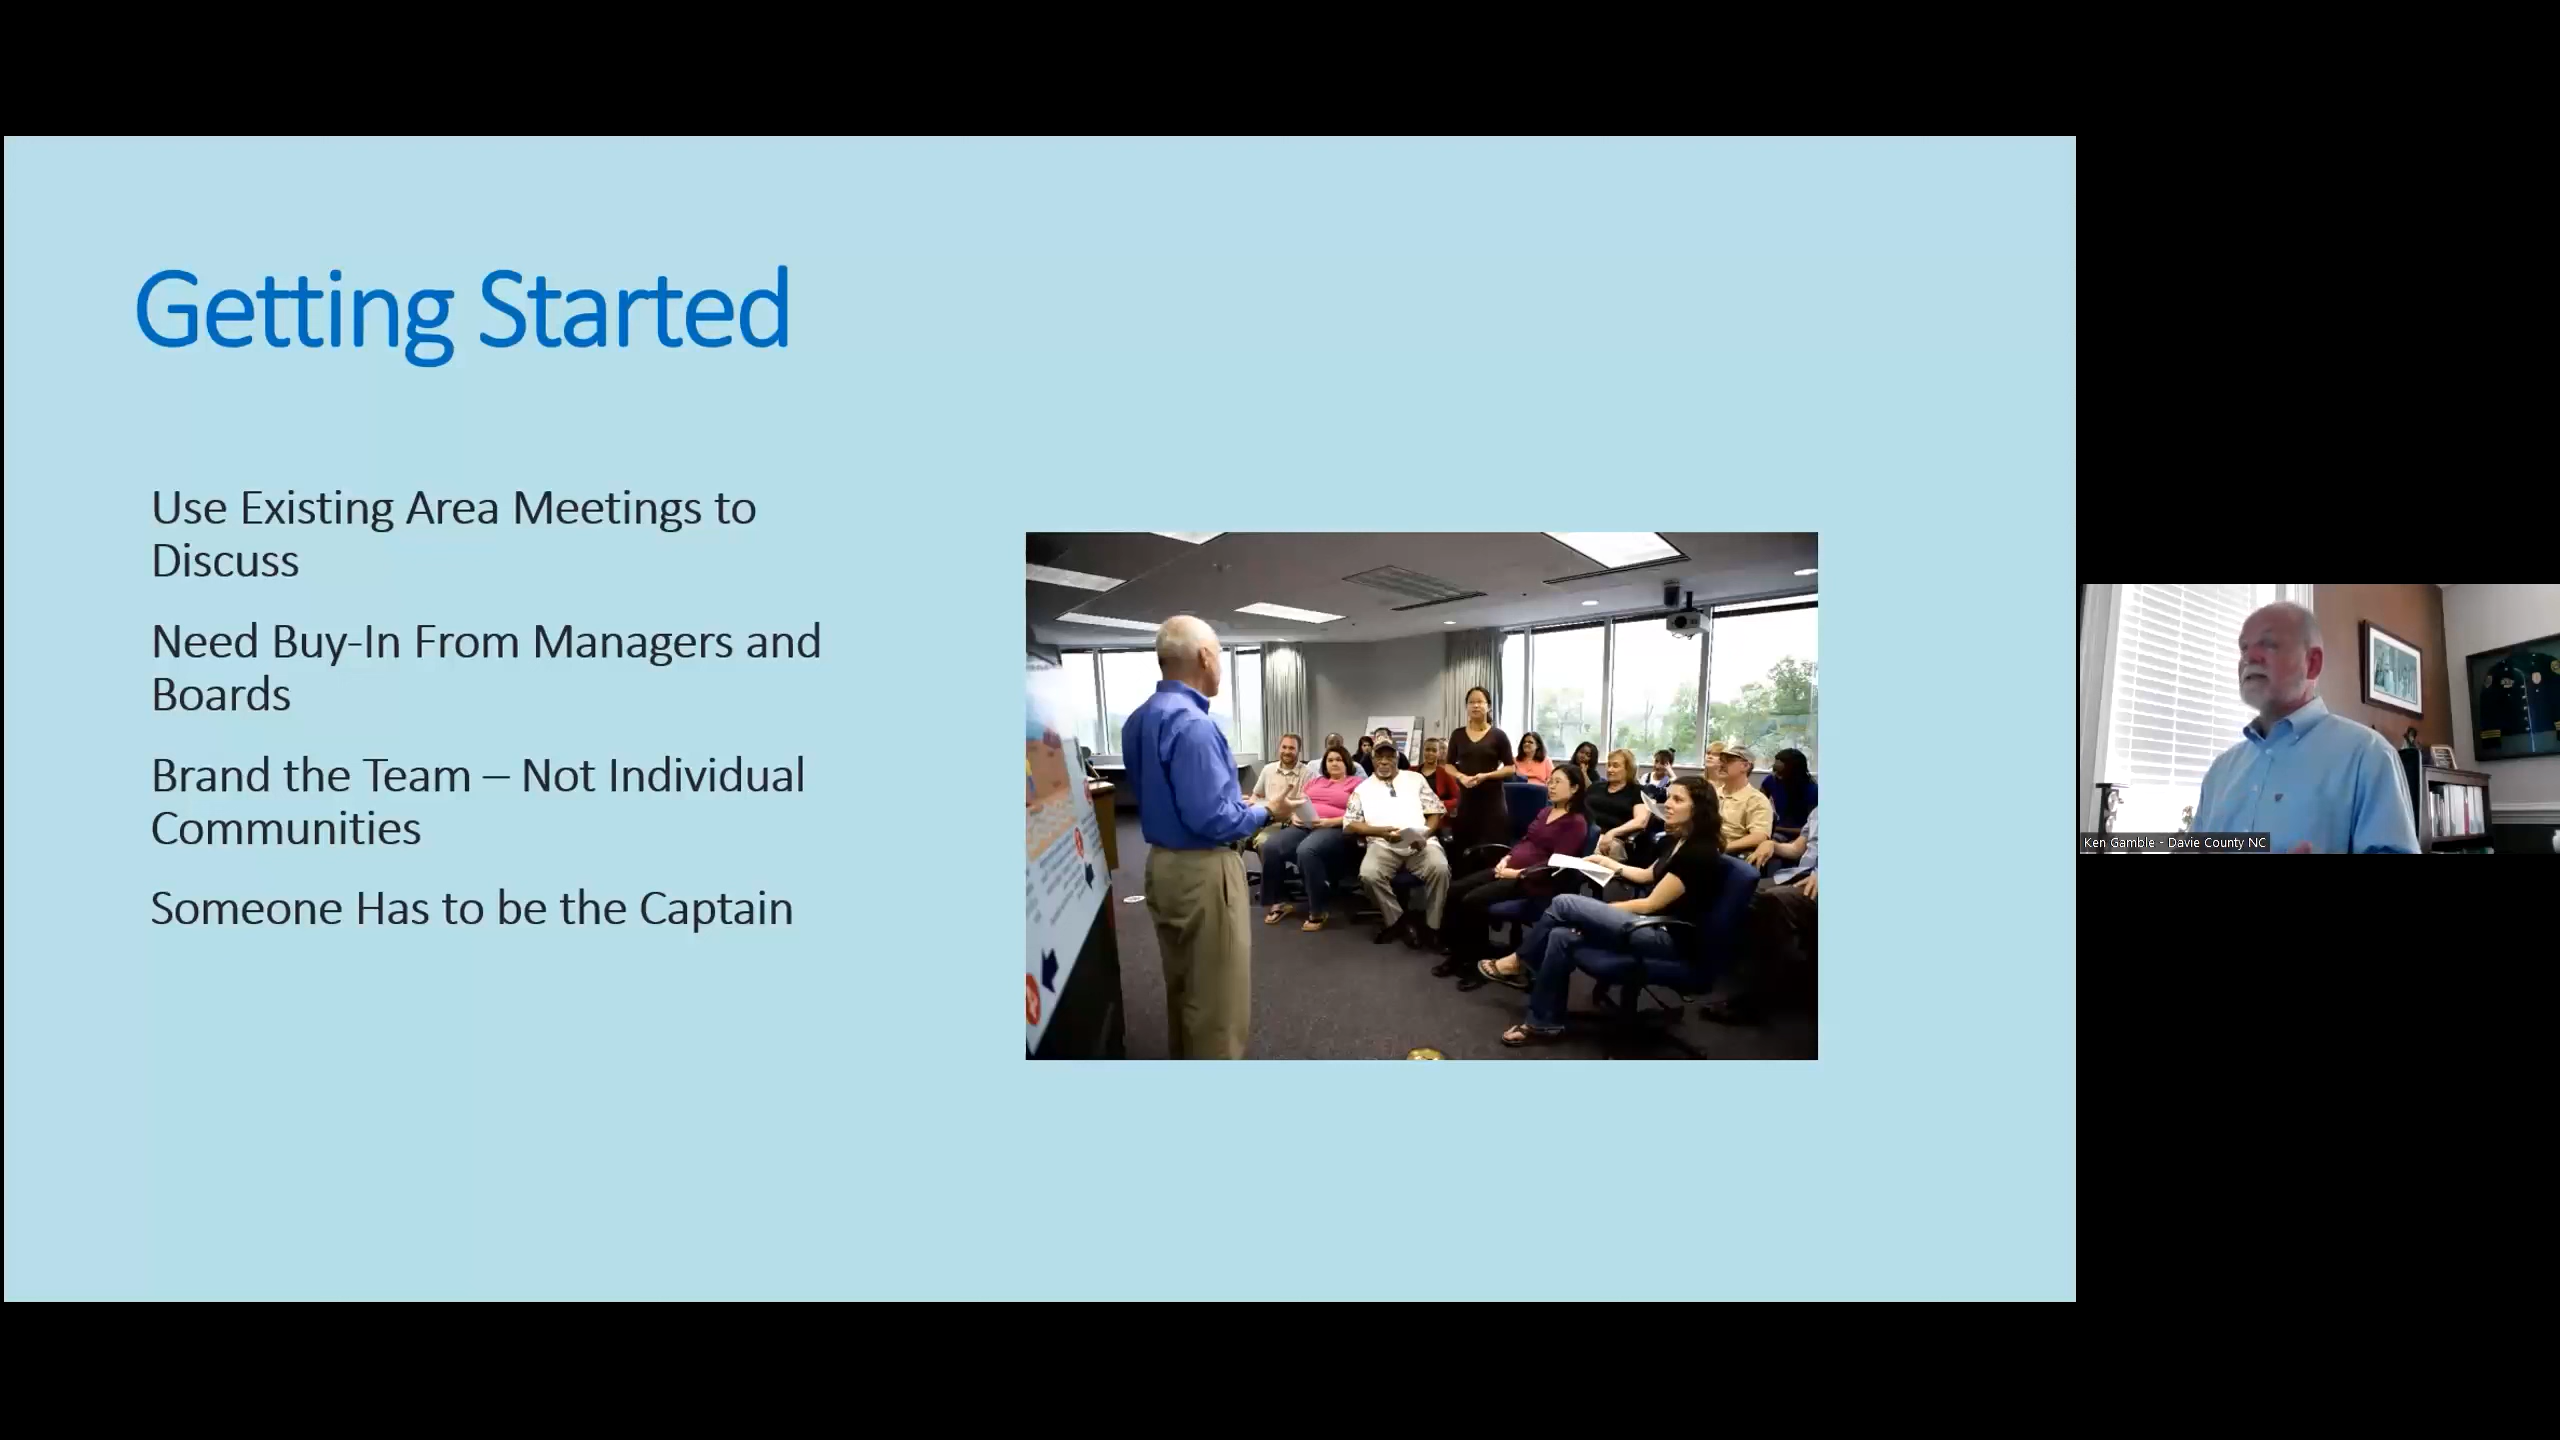 Getting Started
Use Existing Area Meetings to
Discuss
Need Buy-In From Managers and
Boards
Brand the Team – Not Individual
Communities
Someone Has to be the Captain
Ken Gamble - Davie County NC